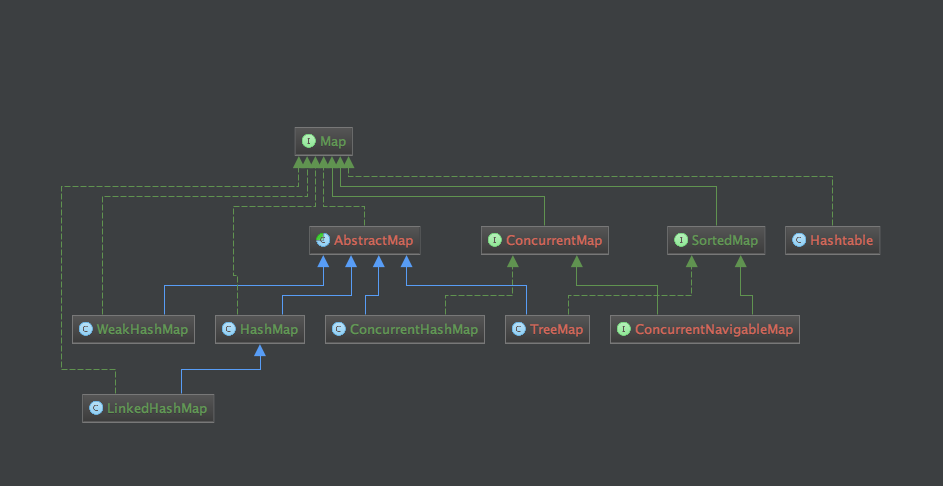 I Map
C AbstractMap
I ConcurrentMap
I SortedMap
C Hashtable
C WeakHashMap
C HashMap
C ConcurrentHashMap
C TreeMap
I ConcurrentNavigableMap
C LinkedHashMap